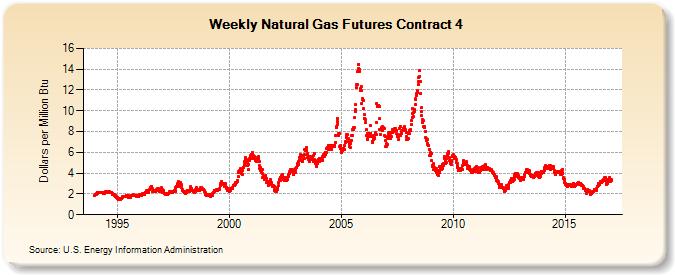 Weekly Natural Gas Futures Contract 4
Dollars per Million Btu
16
14
12
10
8
6
4
2
0
1995 2000 2005 2010 2015
Source: U.S. Energy Information Administration